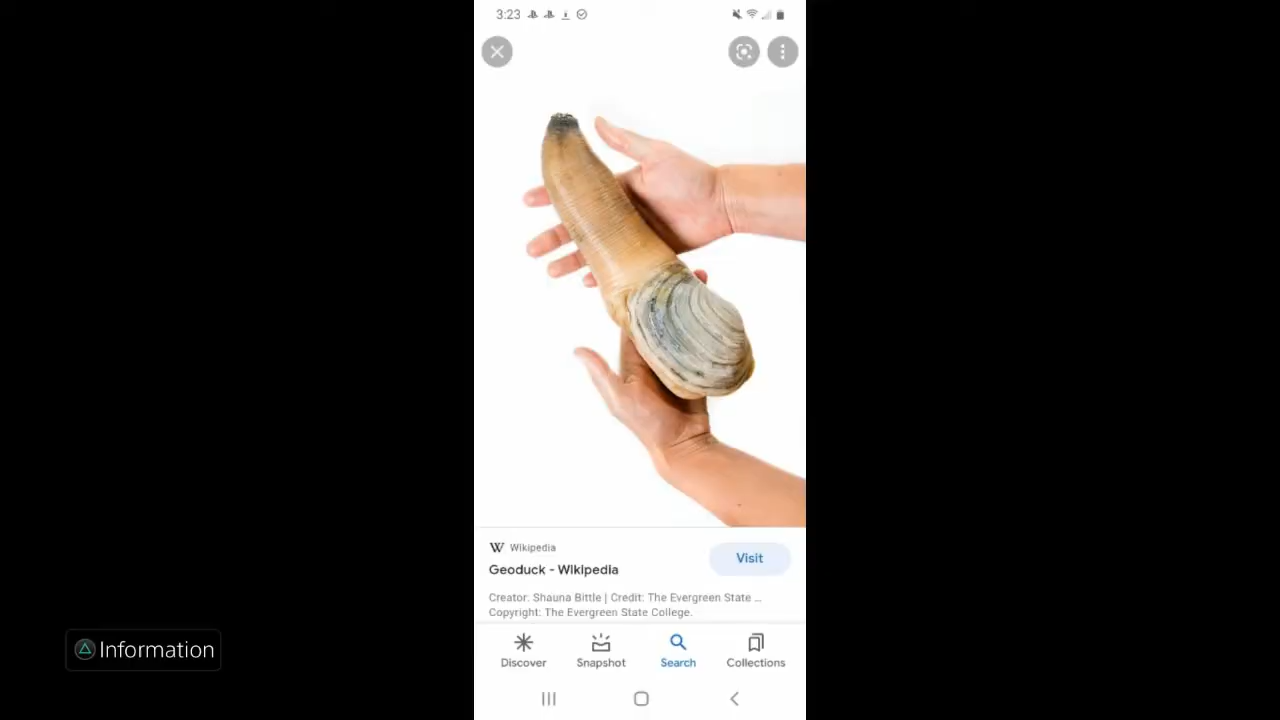 3:23
W Wikipedia
Geoduck - Wikipedia
Visit
Creator: Shauna Bittle | Credit: The Evergreen State ...
Copyright: The Evergreen State College.
Discover
Snapshot
Search
Collections
Information